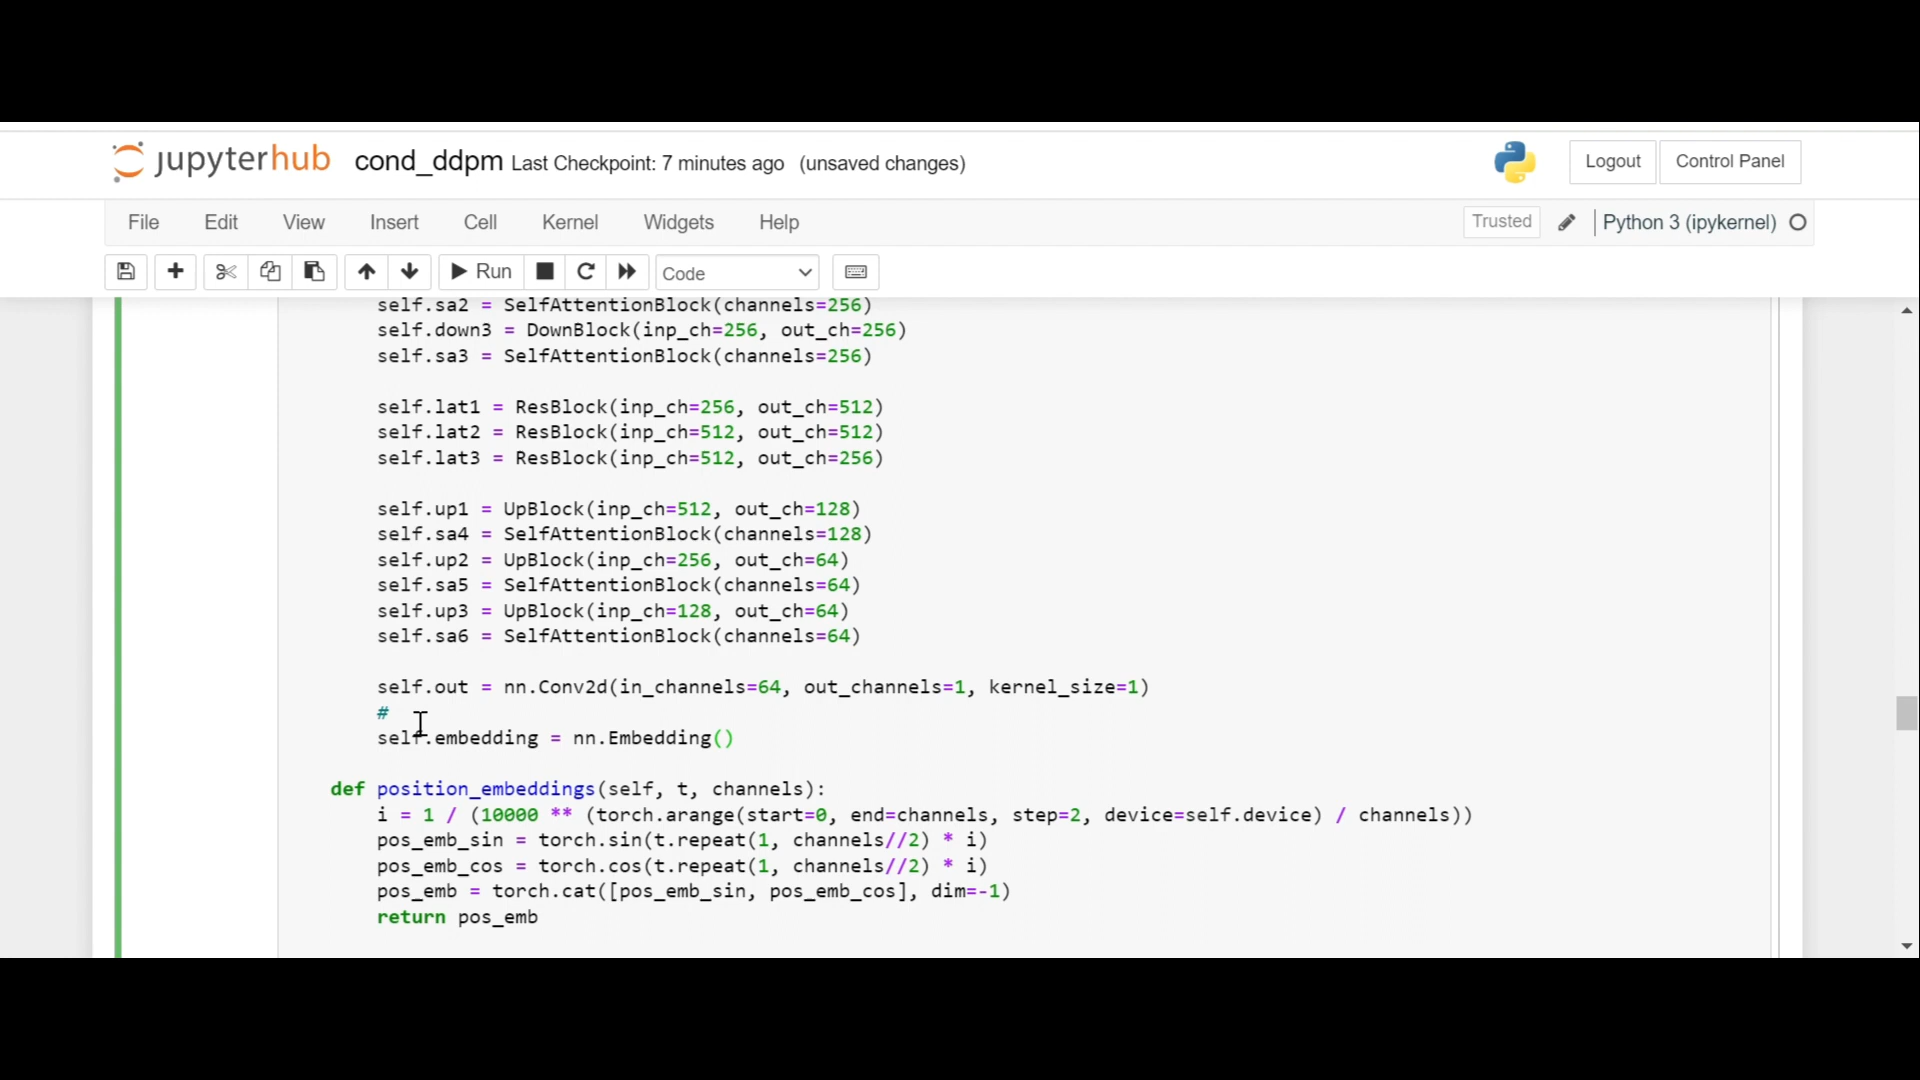 jupyterhub cond_ddpm Last Checkpoint: 7 minutes ago (unsaved changes) Logout Control Panel
File Edit View Insert Cell Kernel Widgets Help Trusted Python 3 (ipykernel)
Run Code
self.sa2 = SelfAttentionBlock(channels=256)
self.down3 = DownBlock(inp_ch=256, out_ch=256)
self.sa3 = SelfAttentionBlock(channels=256)
self.lat1 = ResBlock(inp_ch=256, out_ch=512)
self.lat2 = ResBlock(inp_ch=512, out_ch=512)
self.lat3 = ResBlock(inp_ch=512, out_ch=256)
self.up1 = UpBlock(inp_ch=512, out_ch=128)
self.sa4 = SelfAttentionBlock(channels=128)
self.up2 = UpBlock(inp_ch=256, out_ch=64)
self.sa5 = SelfAttentionBlock(channels=64)
self.up3 = UpBlock(inp_ch=128, out_ch=64)
self.sa6 = SelfAttentionBlock(channels=64)
self.out = nn.Conv2d(in_channels=64, out_channels=1, kernel_size=1)
#
self.embedding = nn.Embedding()
def position_embeddings(self, t, channels):
i = 1 / (10000 ** (torch.arange(start=0, end=channels, step=2, device=self.device) / channels))
pos_emb_sin = torch.sin(t.repeat(1, channels//2) * i)
pos_emb_cos = torch.cos(t.repeat(1, channels//2) * i)
pos_emb = torch.cat([pos_emb_sin, pos_emb_cos], dim=-1)
return pos_emb